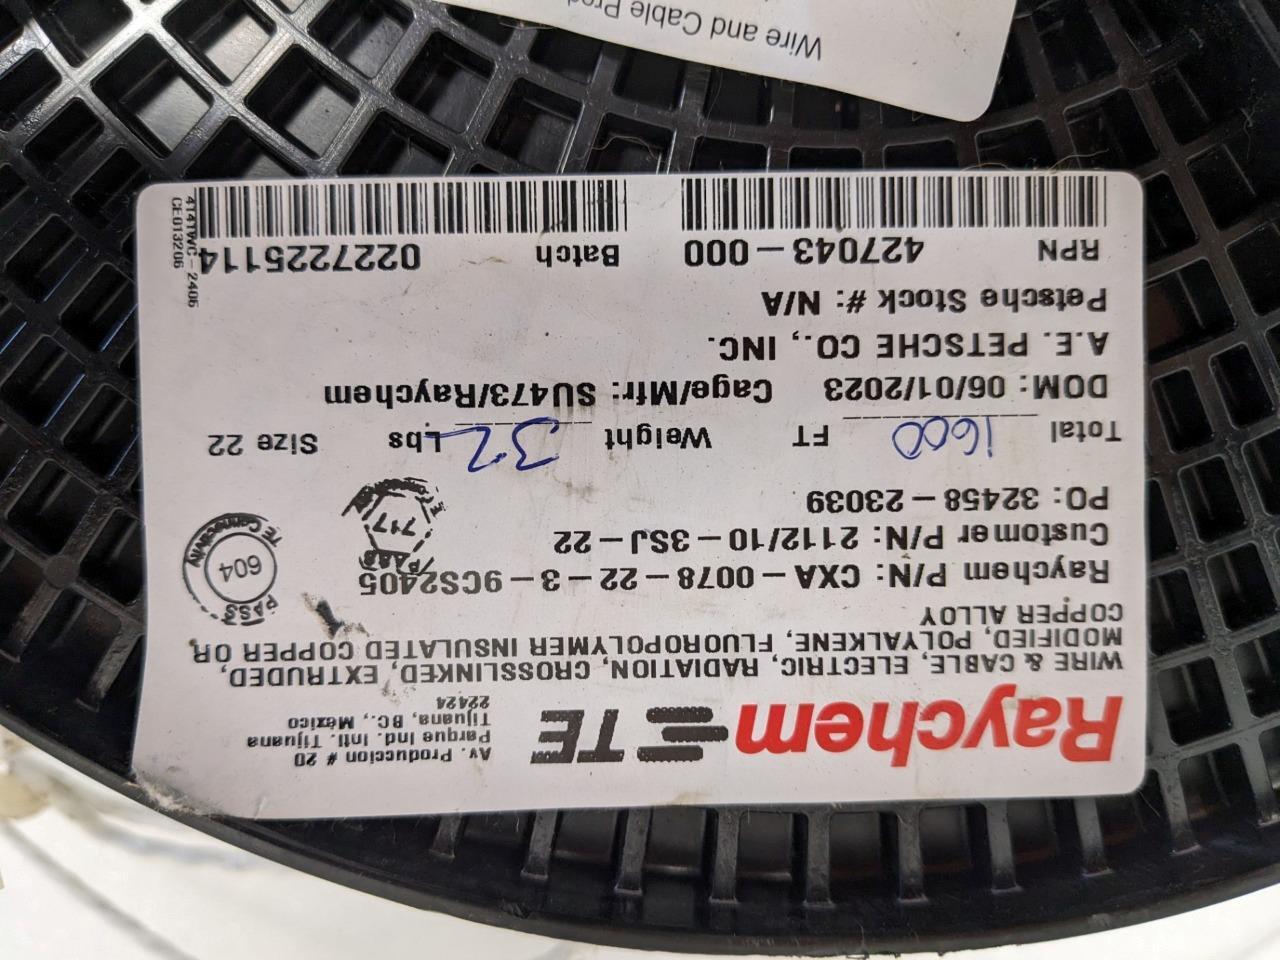 Raychem TE
Av. Produccion # 20
Parque Ind. Intl. Tijuana
Tijuana, BC., Mexico
22424
WIRE & CABLE, ELECTRIC, RADIATION, CROSSLINKED, EXTRUDED,
MODIFIED, POLYALKENE, FLUOROPOLYMER INSULATED COPPER OR
COPPER ALLOY
Raychem P/N: CXA-0078-22-3-9CS2405
Customer P/N: 2112/10-3SJ-22
PO: 32458-23039
PASS
604
TE Connectivity
PASS
717
Total 1600 FT Weight 32 Lbs Size 22
DOM: 06/01/2023 Cage/Mfr: SU473/Raychem
A.E. PETSCHE CO., INC.
Petsche Stock #: N/A
RPN 427043-000 Batch 0227225114
4141WC-2406
CE013206
Wire and Cable